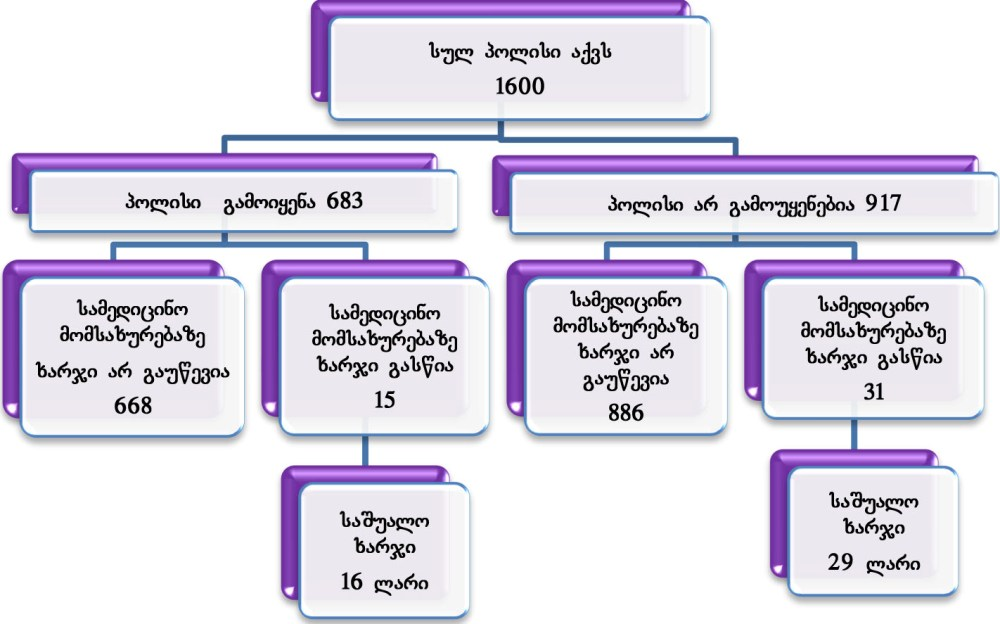 სულ პოლისი აქვს
1600
პოლისი გამოიყენა 683
პოლისი არ გამოუყენებია 917
სამედიცინო
მომსახურებაზე
ხარჯი არ გაუწევია
668
სამედიცინო
მომსახურებაზე
ხარჯი გასწია
15
სამედიცინო
მომსახურებაზე
ხარჯი არ
გაუწევია
886
სამედიცინო
მომსახურებაზე
ხარჯი გასწია
31
საშუალო
ხარჯი
16 ლარი
საშუალო
ხარჯი
29 ლარი